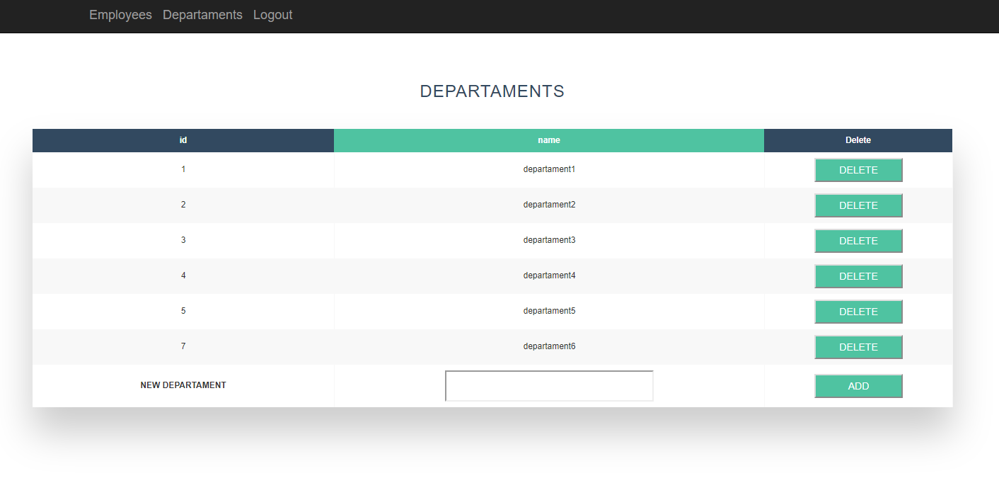 Employees Departaments Logout
DEPARTAMENTS
id name Delete
1 departament1 DELETE
2 departament2 DELETE
3 departament3 DELETE
4 departament4 DELETE
5 departament5 DELETE
7 departament6 DELETE
NEW DEPARTAMENT ADD